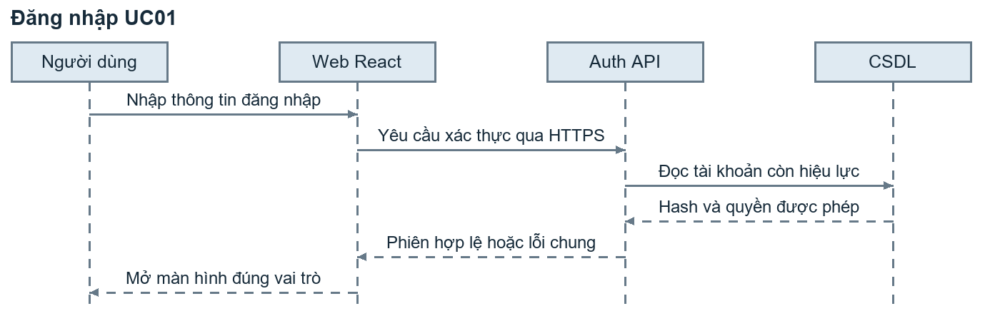 Đăng nhập UC01
Người dùng
Web React
Auth API
CSDL
Nhập thông tin đăng nhập
Yêu cầu xác thực qua HTTPS
Đọc tài khoản còn hiệu lực
Hash và quyền được phép
Phiên hợp lệ hoặc lỗi chung
Mở màn hình đúng vai trò